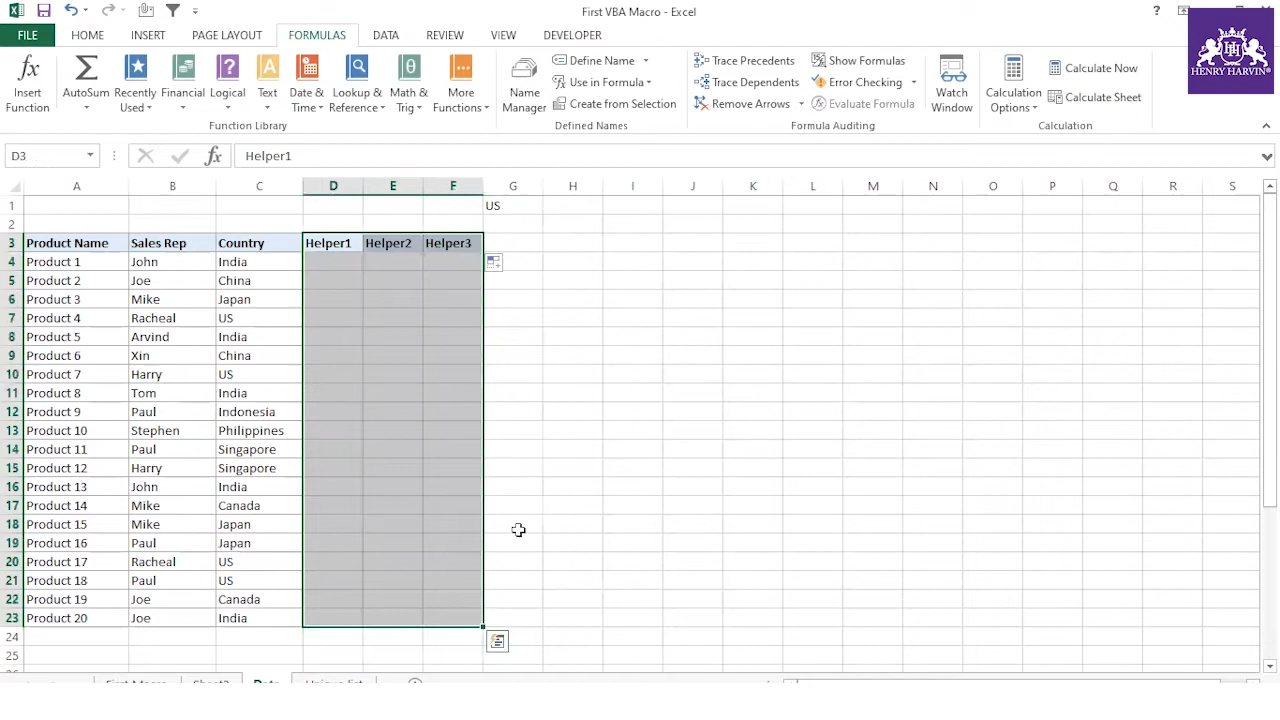 First VBA Macro - Excel
?
HENRY HARVIN®
FILE HOME INSERT PAGE LAYOUT FORMULAS DATA REVIEW VIEW DEVELOPER
fx Insert Function
Σ AutoSum
Recently Used
Financial
Logical
Text
Date & Time
Lookup & Reference
Math & Trig
More Functions
Function Library
Name Manager
Define Name
Use in Formula
Create from Selection
Defined Names
Trace Precedents
Trace Dependents
Remove Arrows
Show Formulas
Error Checking
Evaluate Formula
Formula Auditing
Watch Window
Calculation Options
Calculate Now
Calculate Sheet
Calculation
D3 fx Helper1
A B C D E F G H I J K L M N O P Q R S
1 US
2
3 Product Name Sales Rep Country Helper1 Helper2 Helper3
4 Product 1 John India
5 Product 2 Joe China
6 Product 3 Mike Japan
7 Product 4 Racheal US
8 Product 5 Arvind India
9 Product 6 Xin China
10 Product 7 Harry US
11 Product 8 Tom India
12 Product 9 Paul Indonesia
13 Product 10 Stephen Philippines
14 Product 11 Paul Singapore
15 Product 12 Harry Singapore
16 Product 13 John India
17 Product 14 Mike Canada
18 Product 15 Mike Japan
19 Product 16 Paul Japan
20 Product 17 Racheal US
21 Product 18 Paul US
22 Product 19 Joe Canada
23 Product 20 Joe India
24
25